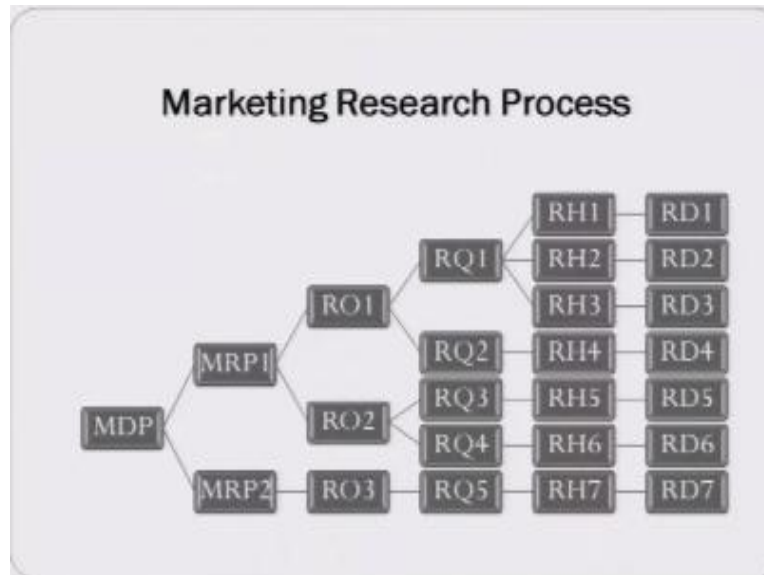 Marketing Research Process
RH1 RD1
RQ1 RH2 RD2
RO1 RH3 RD3
MRP1 RQ2 RH4 RD4
RQ3 RH5 RD5
MDP RO2
RQ4 RH6 RD6
MRP2 RO3 RQ5 RH7 RD7